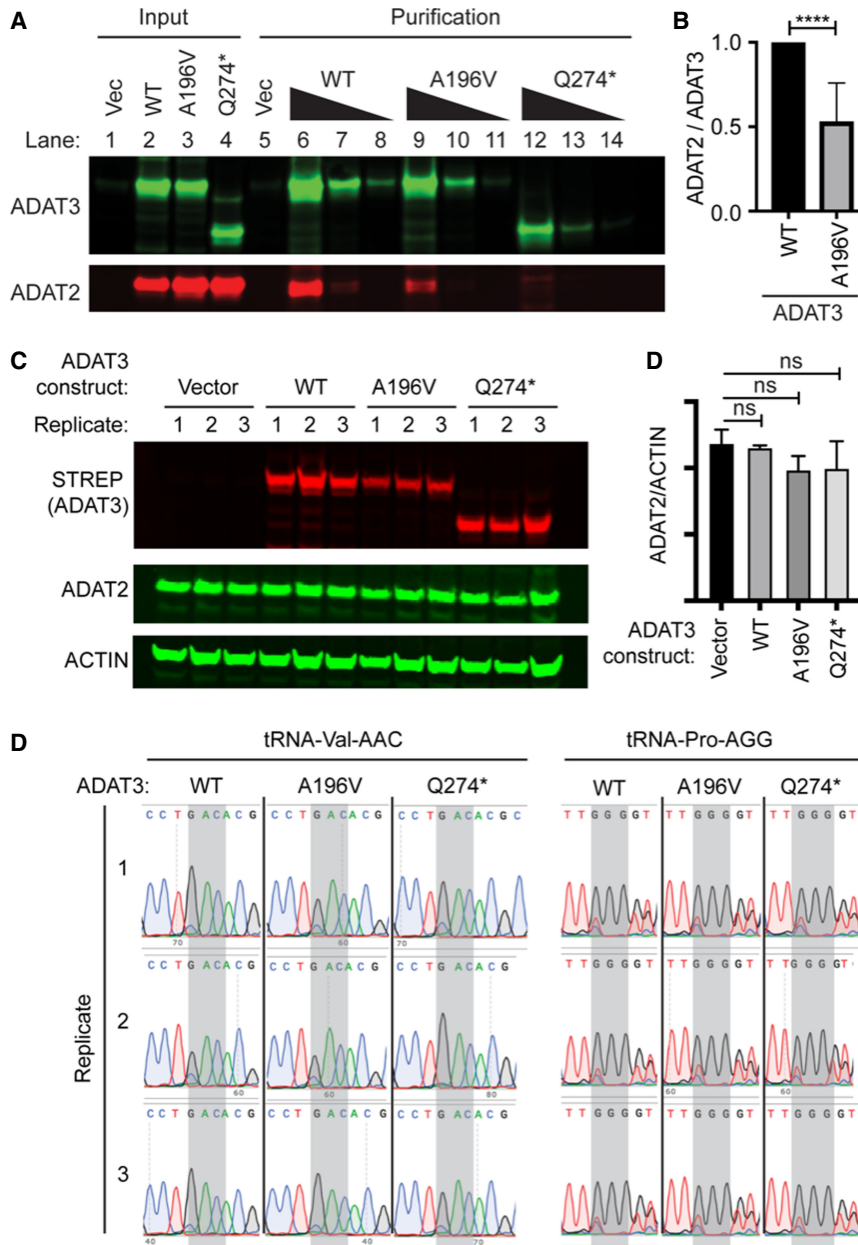 A
Input
Purification
Vec
WT
A196V
Q274*
Vec
WT
A196V
Q274*
Lane: 1 2 3 4 5 6 7 8 9 10 11 12 13 14
ADAT3
ADAT2
B
****
ADAT2 / ADAT3
1.0
0.5
0.0
WT
A196V
ADAT3
C
ADAT3
construct:
Vector WT A196V Q274*
Replicate: 1 2 3 1 2 3 1 2 3 1 2 3
STREP
(ADAT3)
ADAT2
ACTIN
D
ns
ns
ns
ADAT2/ACTIN
ADAT3
construct:
Vector
WT
A196V
Q274*
D
tRNA-Val-AAC
tRNA-Pro-AGG
ADAT3: WT A196V Q274* WT A196V Q274*
Replicate
1
C C T G A C A C G C C T G A C A C G C C T G A C A C G C T T G G G G T T T G G G G T T T G G G G T
70 60 70
2
C C T G A C A C G C C T G A C A C G C C T G A C A C G T T G G G G T T T G G G G T T T G G G G T
60 60 80 60 60
3
C C T G A C A C G C C T G A C A C G C C T G A C A C G T T G G G G T T T G G G G T T T G G G G T
40 40 70